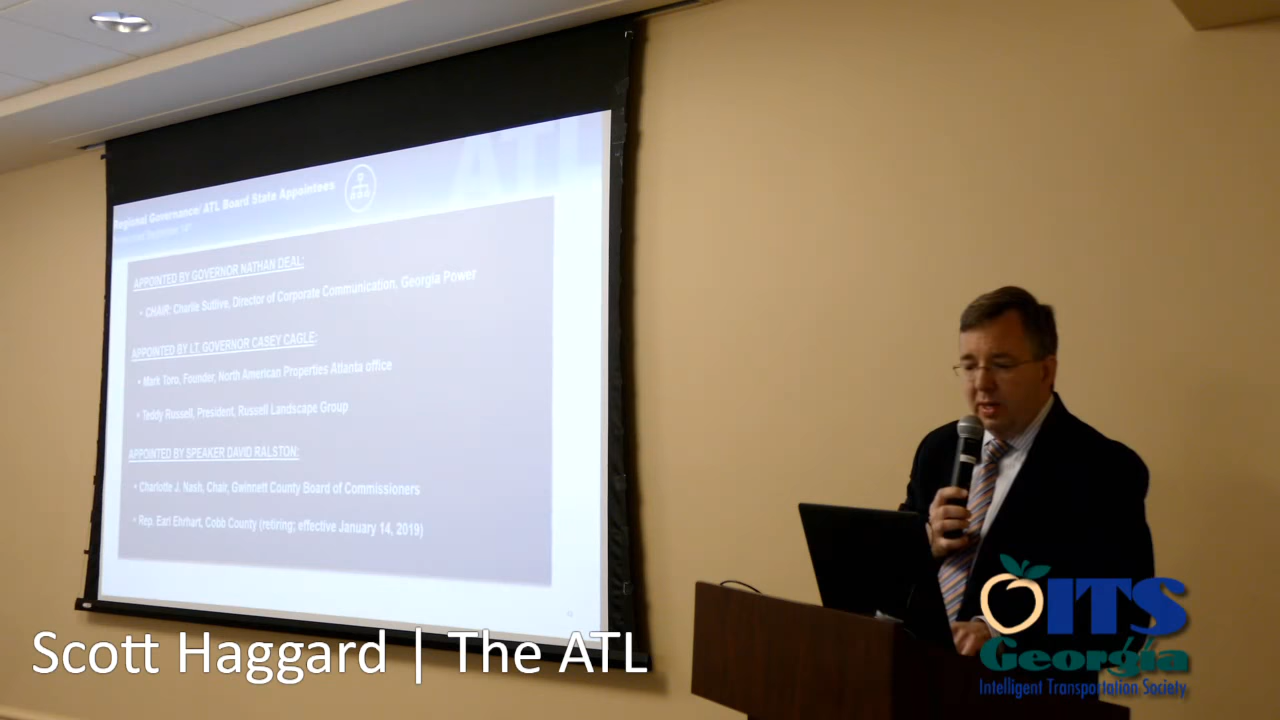 ATL
Regional Governance/ ATL Board State Appointees
APPOINTED BY GOVERNOR NATHAN DEAL:
• CHAIR: Charlie Sutlive, Director of Corporate Communication, Georgia Power
APPOINTED BY LT. GOVERNOR CASEY CAGLE:
• Mark Toro, Founder, North American Properties Atlanta office
• Teddy Russell, President, Russell Landscape Group
APPOINTED BY SPEAKER DAVID RALSTON:
• Charlotte J. Nash, Chair, Gwinnett County Board of Commissioners
• Rep. Earl Ehrhart, Cobb County (retiring; effective January 14, 2019)
Scott Haggard | The ATL
ITS
Georgia
Intelligent Transportation Society